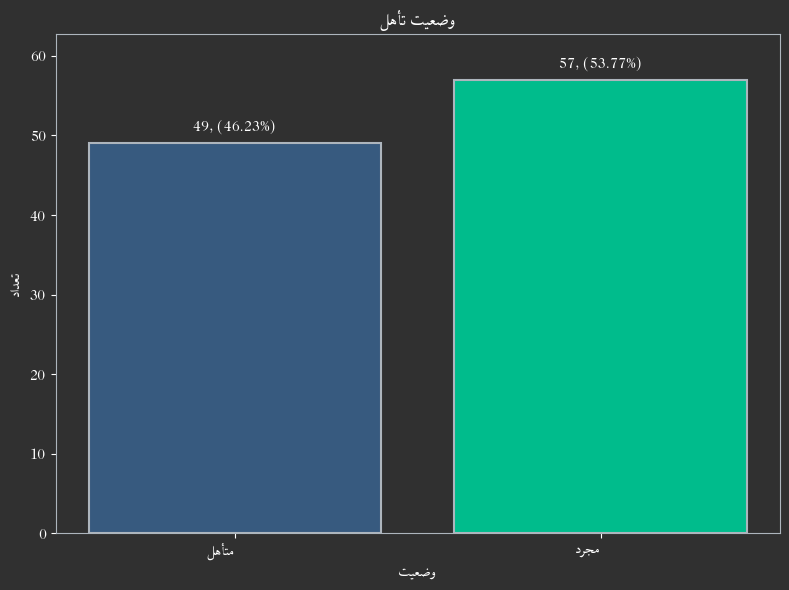 وضعیت تأهل
57, (53.77%)
49, (46.23%)
60
50
40
30
20
10
0
تعداد
متأهل
مجرد
وضعیت